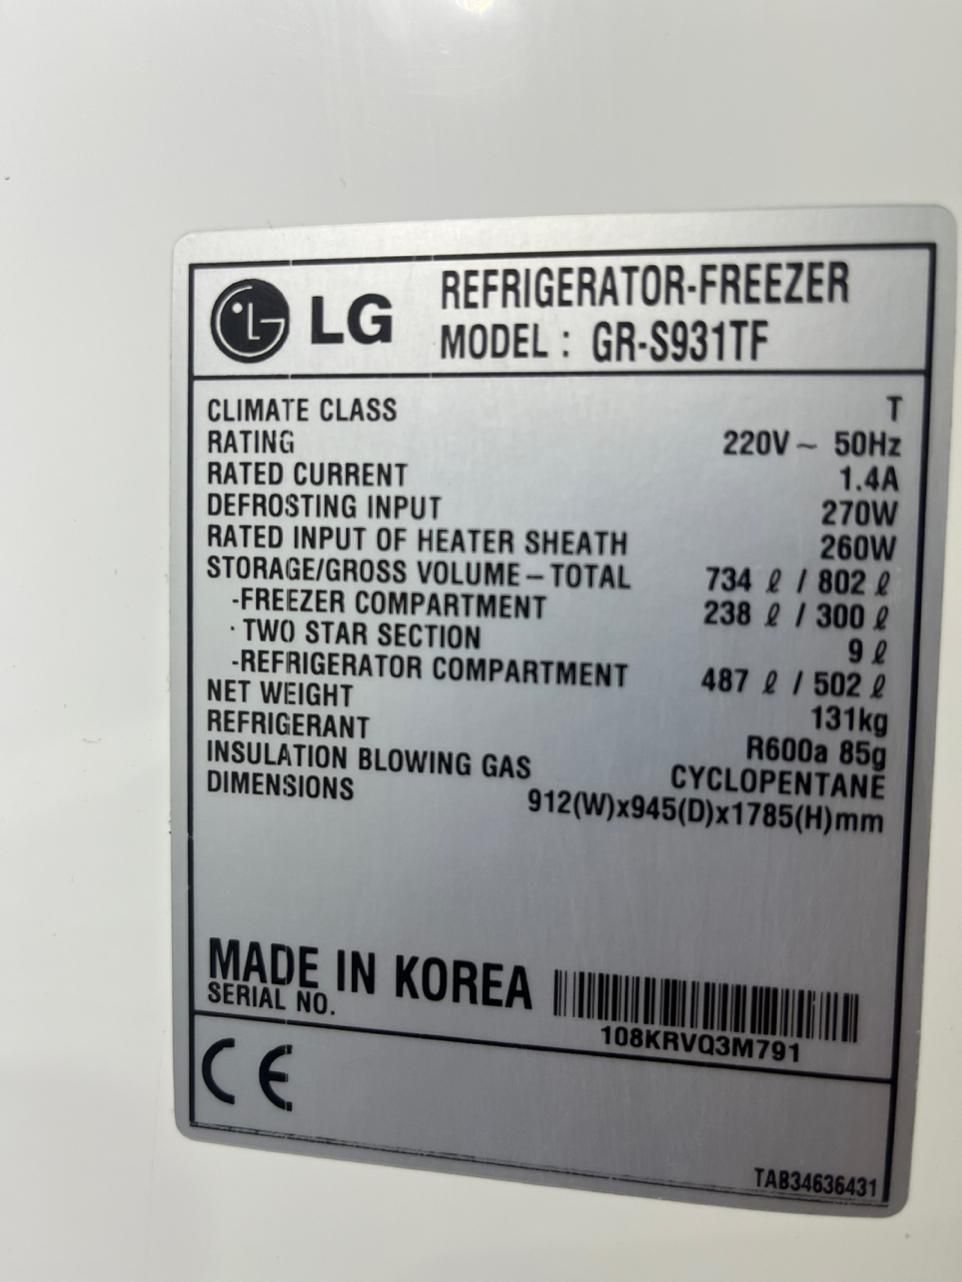 LG
REFRIGERATOR-FREEZER
MODEL : GR-S931TF
CLIMATE CLASS T
RATING 220V ~ 50Hz
RATED CURRENT 1.4A
DEFROSTING INPUT 270W
RATED INPUT OF HEATER SHEATH 260W
STORAGE/GROSS VOLUME – TOTAL 734 ℓ / 802 ℓ
-FREEZER COMPARTMENT 238 ℓ / 300 ℓ
· TWO STAR SECTION 9 ℓ
-REFRIGERATOR COMPARTMENT 487 ℓ / 502 ℓ
NET WEIGHT 131kg
REFRIGERANT R600a 85g
INSULATION BLOWING GAS CYCLOPENTANE
DIMENSIONS 912(W)x945(D)x1785(H)mm
MADE IN KOREA
SERIAL NO. 108KRVQ3M791
CE
TAB34636431